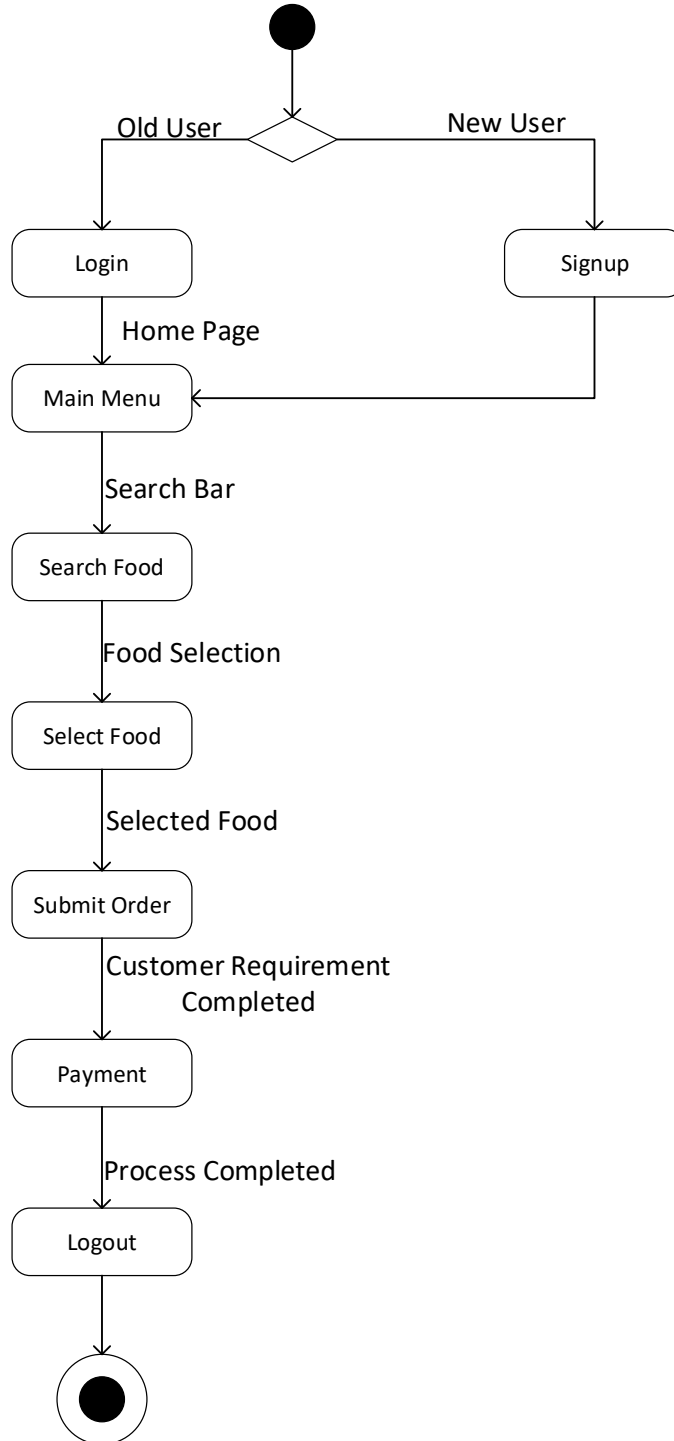 Old User
New User
Login
Signup
Home Page
Main Menu
Search Bar
Search Food
Food Selection
Select Food
Selected Food
Submit Order
Customer Requirement
Completed
Payment
Process Completed
Logout